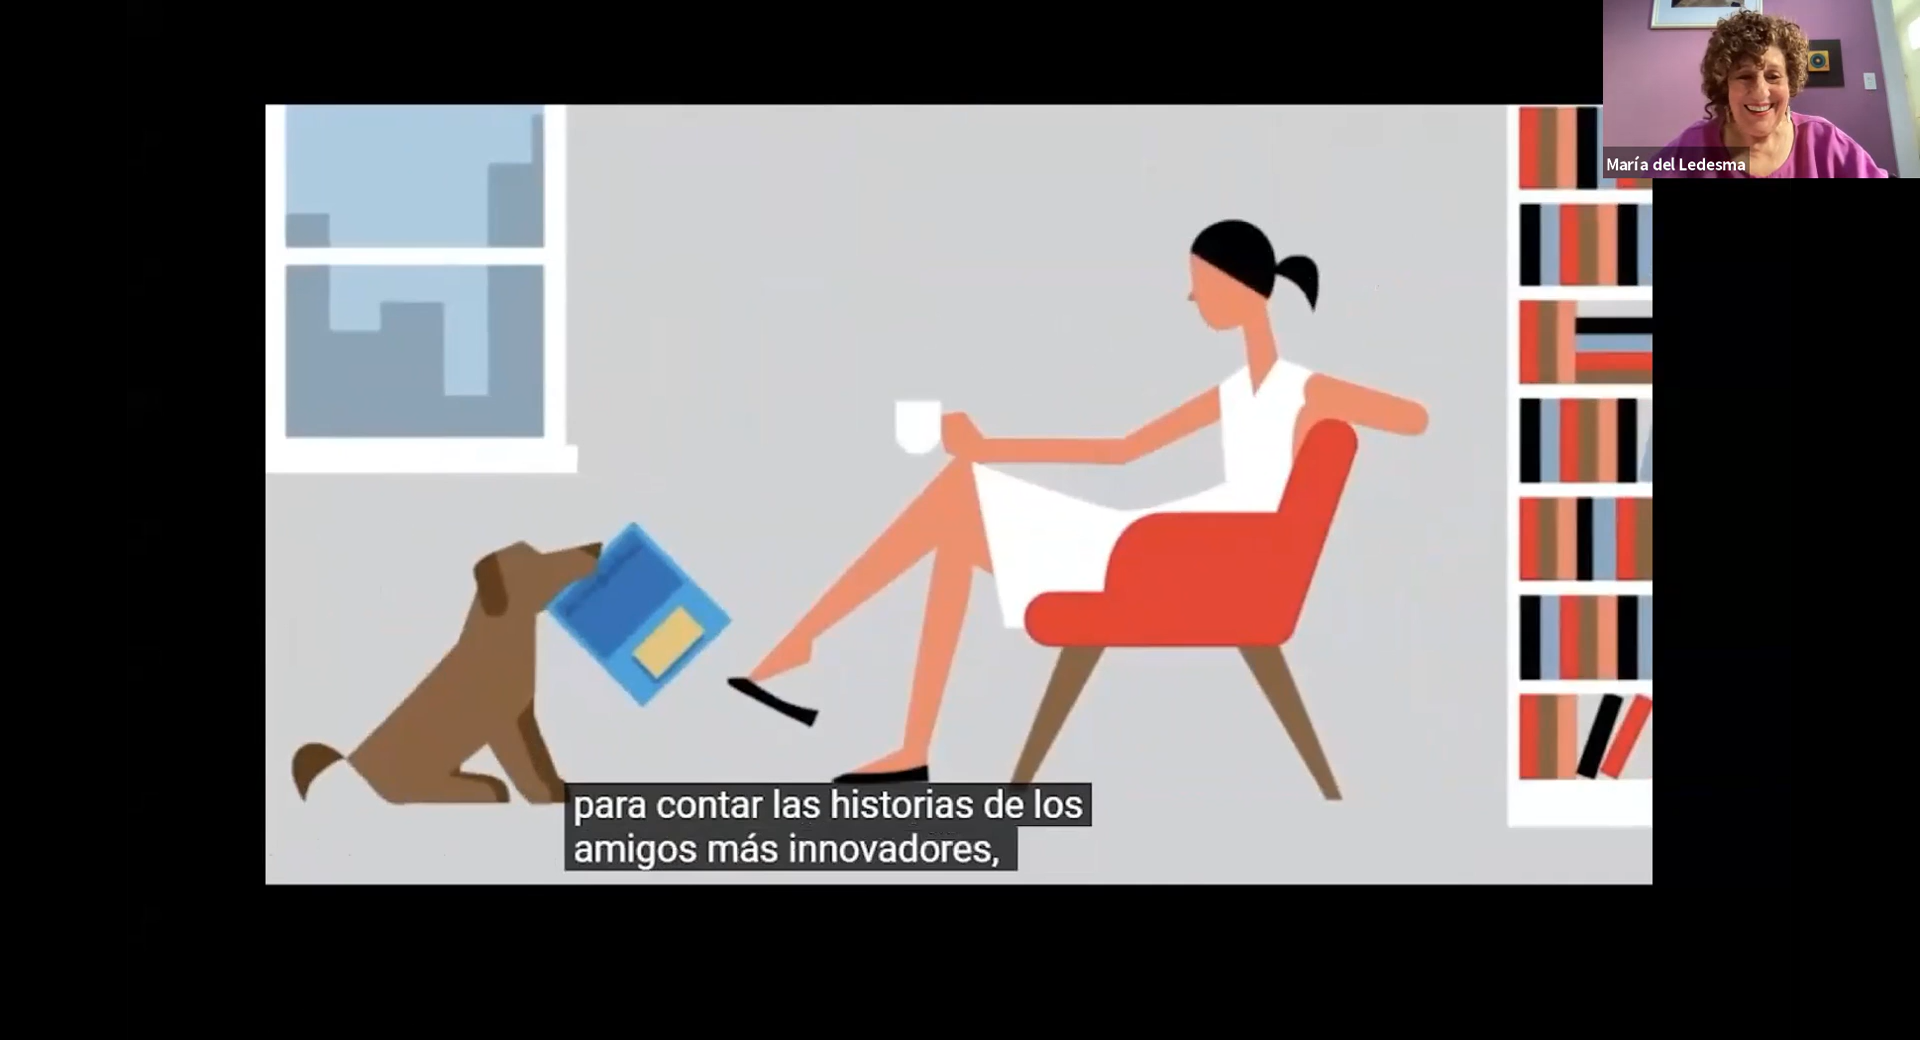 María del Ledesma
para contar las historias de los
amigos más innovadores,